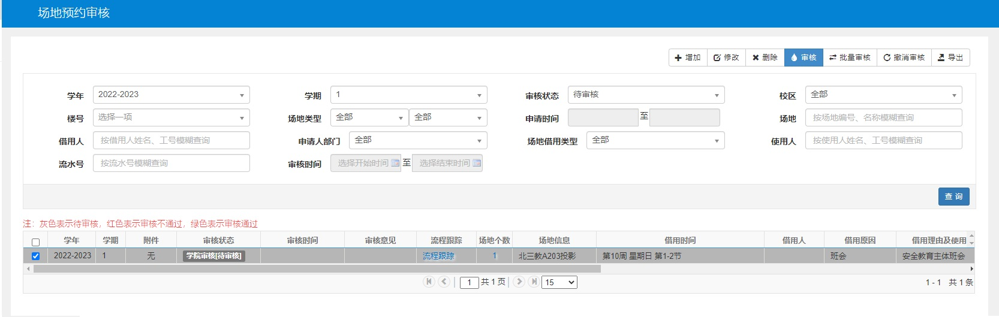 场地预约审核
增加 修改 删除 审核 批量审核 撤消审核 导出
学年 2022-2023 学期 1 审核状态 待审核 校区 全部
楼号 选择一项 场地类型 全部 全部 申请时间 至 场地 按场地编号、名称模糊查询
借用人 按借用人姓名、工号模糊查询 申请人部门 全部 场地借用类型 全部 使用人 按使用人姓名、工号模糊查询
流水号 按流水号模糊查询 审核时间 选择开始时间 至 选择结束时间
查 询
注：灰色表示待审核，红色表示审核不通过，绿色表示审核通过
学年 学期 附件 审核状态 审核时间 审核意见 流程跟踪 场地个数 场地信息 借用时间 借用人 借用原因 借用理由及使用
2022-2023 1 无 学院审核[待审核] 流程跟踪 1 北三教A203投影 第10周 星期日 第1-2节 班会 安全教育主体班会
1 共 1 页 15 1 - 1 共 1 条